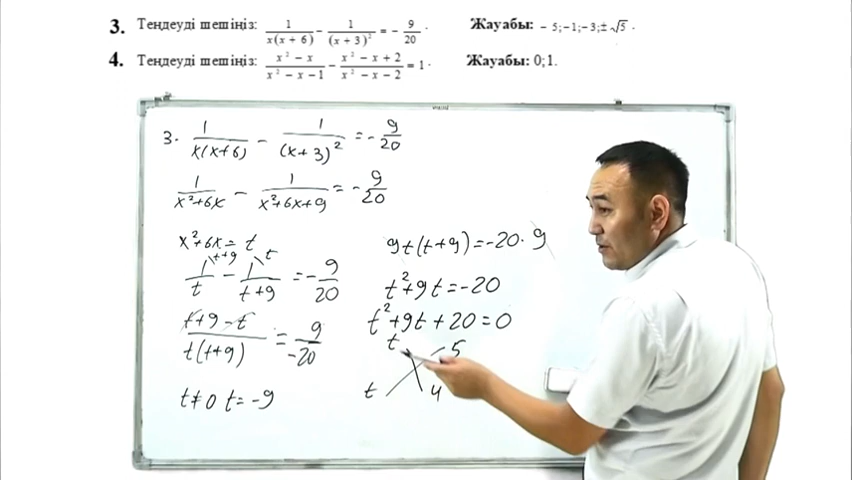 3. Теңдеуді шешіңіз: 1/(x(x+6)) − 1/(x+3)² = − 9/20. Жауабы: − 5;−1;−3;±√5.
4. Теңдеуді шешіңіз: (x² − x)/(x² − x − 1) − (x² − x + 2)/(x² − x − 2) = 1. Жауабы: 0;1.
3. 1/(x(x+6)) − 1/(x+3)² = − 9/20
1/(x²+6x) − 1/(x²+6x+9) = − 9/20
x²+6x = t
1/t − 1/(t+9) = − 9/20
t+9 t
(t+9−t)/(t(t+9)) = 9/−20
t≠0 t= −9
9t(t+9)=−20·9
t²+9t=−20
t²+9t+20=0
t 5
t 4